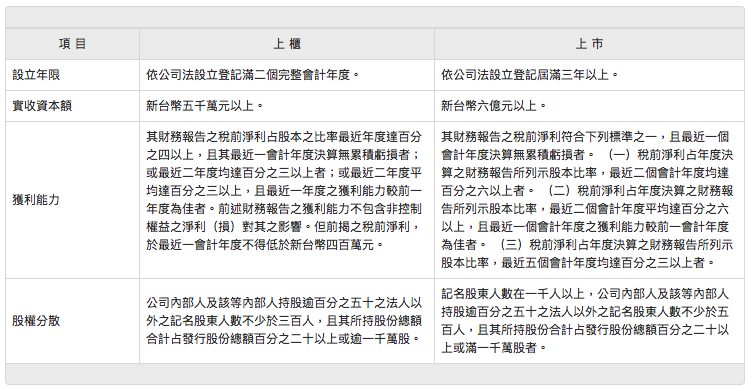 項 目
上 櫃
上 市
設立年限
依公司法設立登記滿二個完整會計年度。
依公司法設立登記屆滿三年以上。
實收資本額
新台幣五千萬元以上。
新台幣六億元以上。
獲利能力
其財務報告之稅前淨利占股本之比率最近年度達百分
之四以上，且其最近一會計年度決算無累積虧損者；
或最近二年度均達百分之三以上者；或最近二年度平
均達百分之三以上，且最近一年度之獲利能力較前一
年度為佳者。前述財務報告之獲利能力不包含非控制
權益之淨利（損）對其之影響。但前揭之稅前淨利，
於最近一會計年度不得低於新台幣四百萬元。
其財務報告之稅前淨利符合下列標準之一，且最近一個
會計年度決算無累積虧損者。 （一）稅前淨利占年度決
算之財務報告所列示股本比率，最近二個會計年度均達
百分之六以上者。 （二）稅前淨利占年度決算之財務報
告所列示股本比率，最近二個會計年度平均達百分之六
以上，且最近一個會計年度之獲利能力較前一會計年度
為佳者。 （三）稅前淨利占年度決算之財務報告所列示
股本比率，最近五個會計年度均達百分之三以上者。
股權分散
公司內部人及該等內部人持股逾百分之五十之法人以
外之記名股東人數不少於三百人，且其所持股份總額
合計占發行股份總額百分之二十以上或逾一千萬股。
記名股東人數在一千人以上，公司內部人及該等內部人
持股逾百分之五十之法人以外之記名股東人數不少於五
百人，且其所持股份合計占發行股份總額百分之二十以
上或滿一千萬股者。